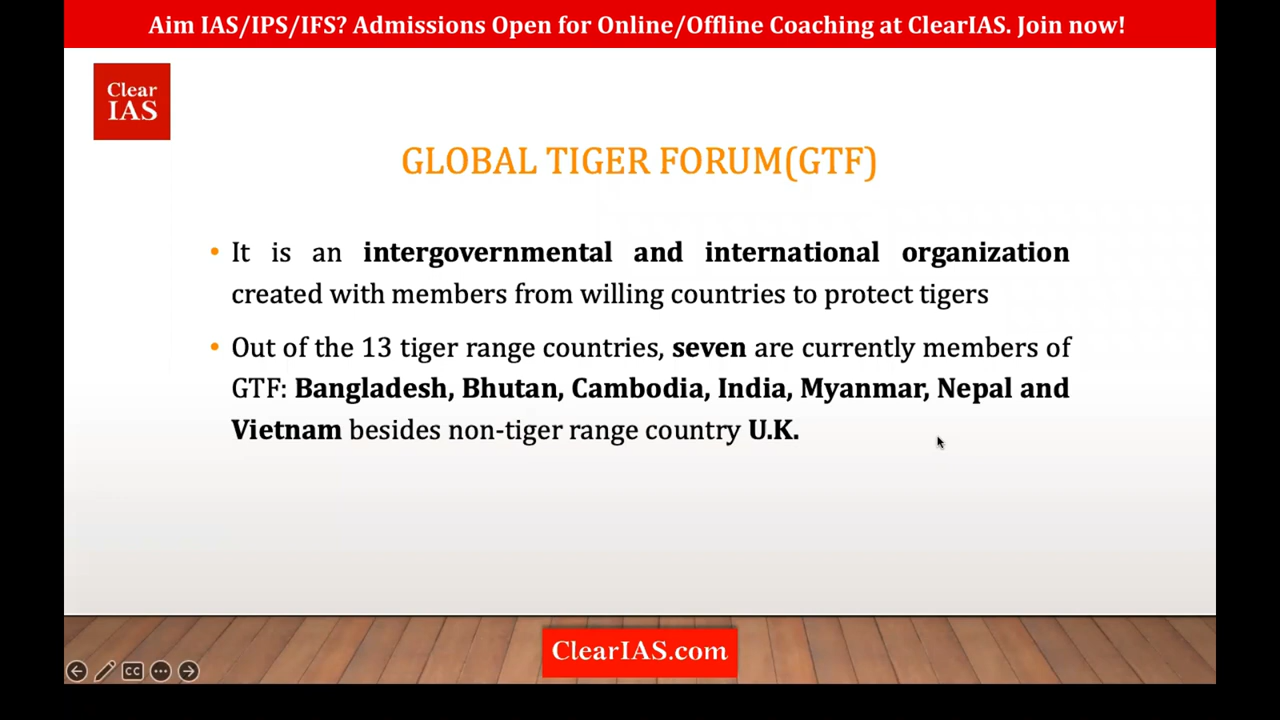 Aim IAS/IPS/IFS? Admissions Open for Online/Offline Coaching at ClearIAS. Join now!
Clear
IAS
GLOBAL TIGER FORUM(GTF)
• It is an intergovernmental and international organization
created with members from willing countries to protect tigers
• Out of the 13 tiger range countries, seven are currently members of
GTF: Bangladesh, Bhutan, Cambodia, India, Myanmar, Nepal and
Vietnam besides non-tiger range country U.K.
ClearIAS.com
CC